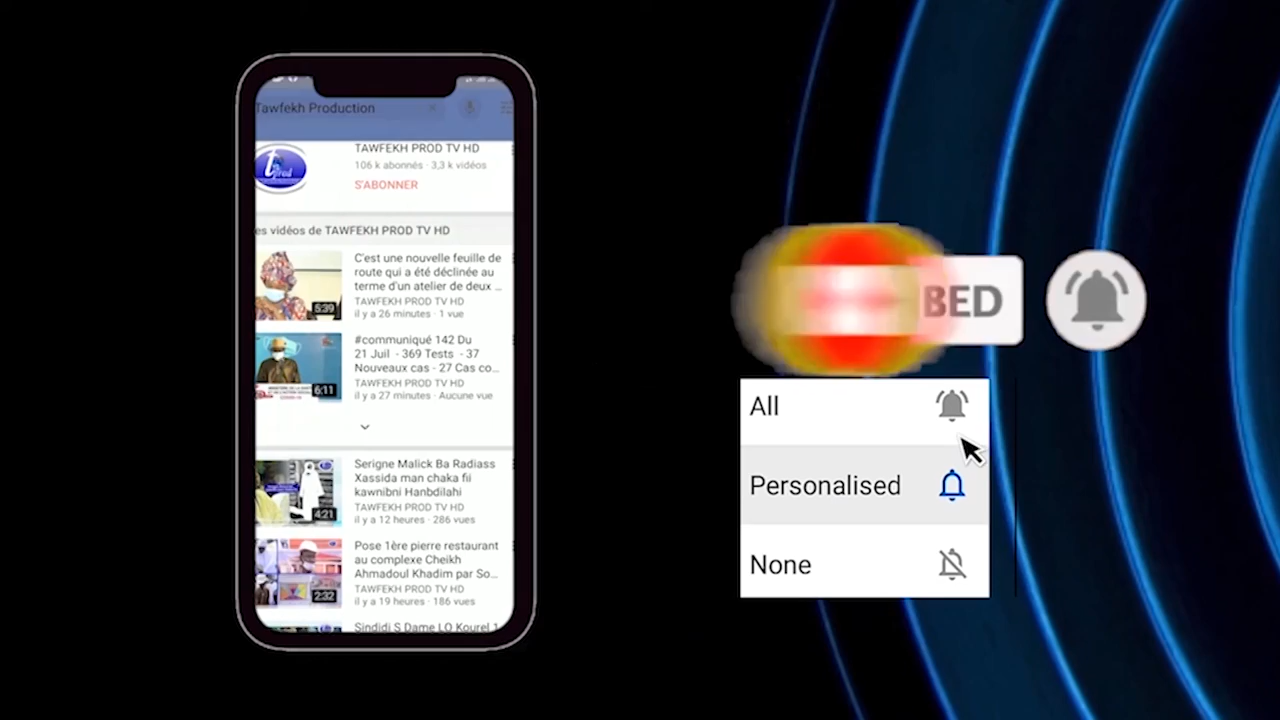 Tawfekh Production
TAWFEKH PROD TV HD
106 k abonnés · 3,3 k vidéos
S'ABONNER
t prod
es vidéos de TAWFEKH PROD TV HD
C'est une nouvelle feuille de
route qui a été déclinée au
terme d'un atelier de deux ...
TAWFEKH PROD TV HD
il y a 26 minutes · 1 vue
5:39
#communiqué 142 Du
21 Juil - 369 Tests - 37
Nouveaux cas - 27 Cas co...
TAWFEKH PROD TV HD
il y a 27 minutes · Aucune vue
6:11
Serigne Malick Ba Radiass
Xassida man chaka fii
kawnibni Hanbdilahi
TAWFEKH PROD TV HD
il y a 12 heures · 286 vues
4:21
Pose 1ère pierre restaurant
au complexe Cheikh
Ahmadoul Khadim par So...
TAWFEKH PROD TV HD
il y a 19 heures · 186 vues
2:32
Sindidi S Dame LO Kourel 1
BED
All
Personalised
None